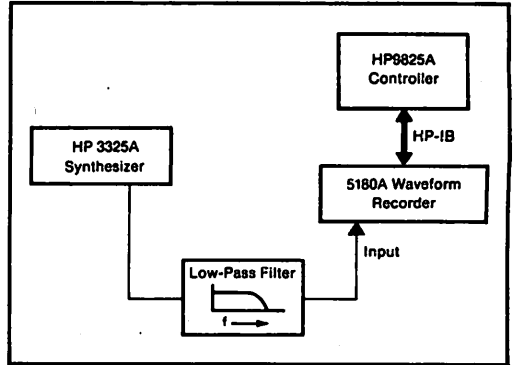 HP9825A
Controller
HP-IB
HP 3325A
Synthesizer
5180A Waveform
Recorder
Input
Low-Pass Filter
f